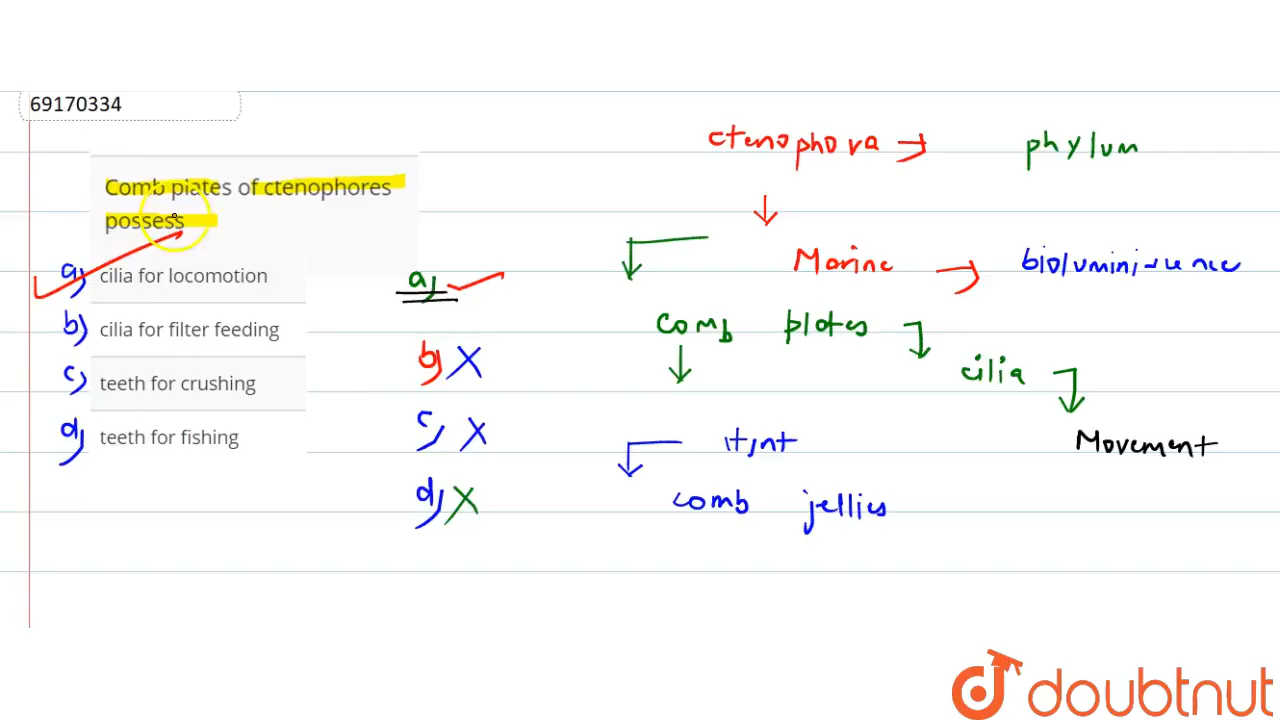 69170334
Comb plates of ctenophores
possess
a) cilia for locomotion
b) cilia for filter feeding
c) teeth for crushing
d) teeth for fishing
a)
b) X
c) X
d) X
ctenophora → phylum
Marine →
comb plates
cilia
Movement
comb jellies
doubtnut